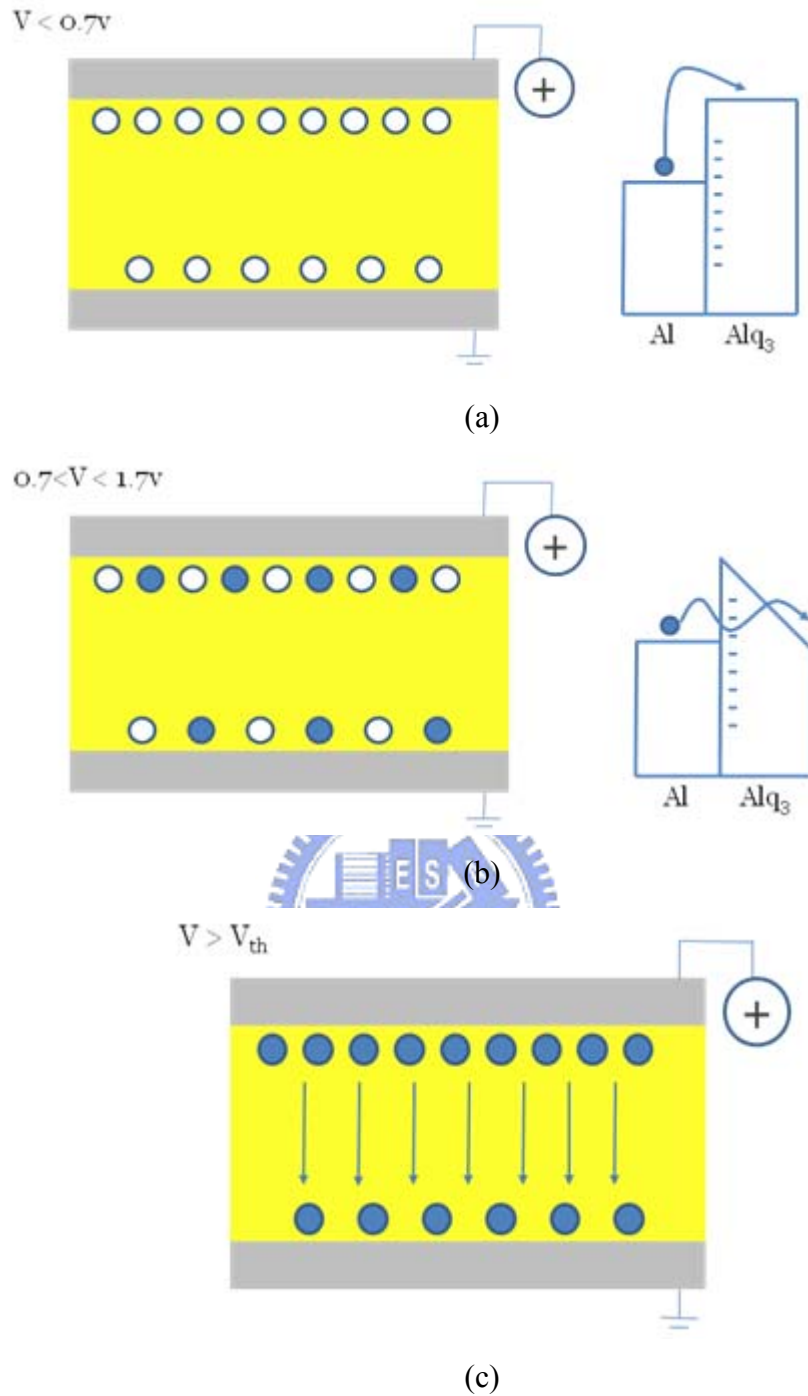 V < 0.7v
+
Al Alq₃
(a)
0.7<V < 1.7v
+
Al Alq₃
E S
(b)
V > Vₜₕ
+
(c)